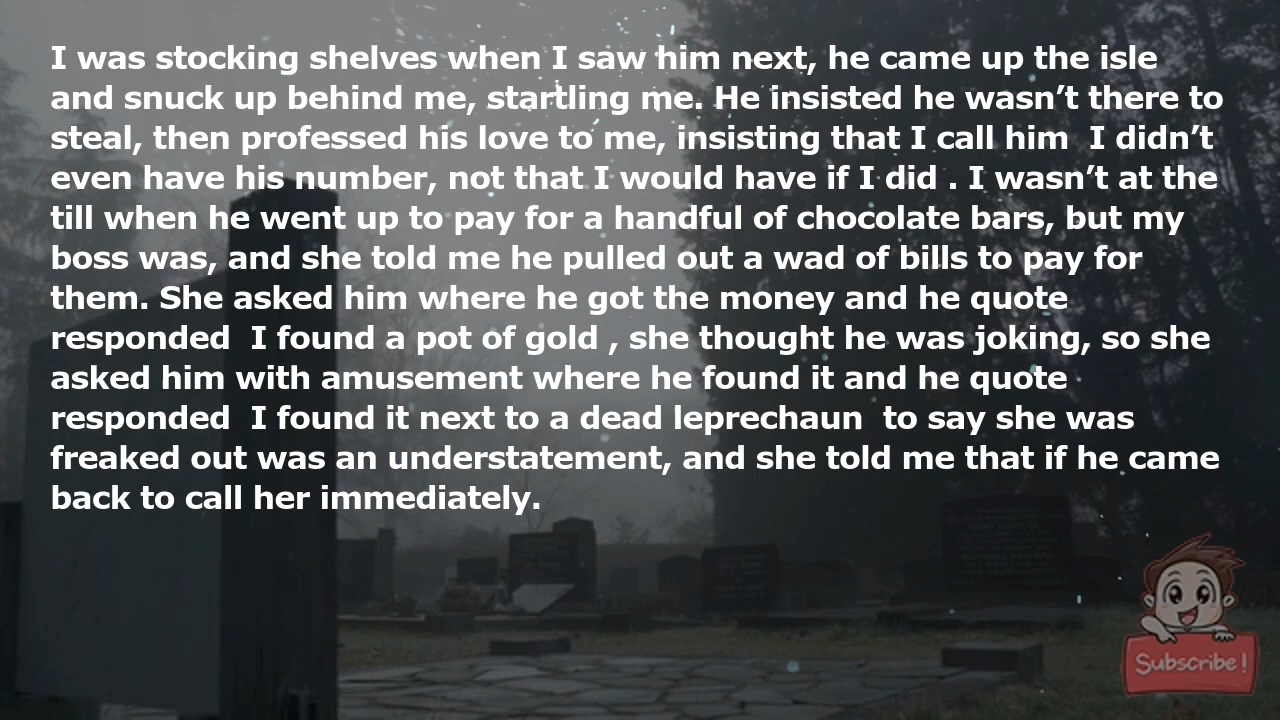 I was stocking shelves when I saw him next, he came up the isle
and snuck up behind me, startling me. He insisted he wasn’t there to
steal, then professed his love to me, insisting that I call him  I didn’t
even have his number, not that I would have if I did . I wasn’t at the
till when he went up to pay for a handful of chocolate bars, but my
boss was, and she told me he pulled out a wad of bills to pay for
them. She asked him where he got the money and he quote
responded  I found a pot of gold , she thought he was joking, so she
asked him with amusement where he found it and he quote
responded  I found it next to a dead leprechaun  to say she was
freaked out was an understatement, and she told me that if he came
back to call her immediately.
Subscribe!